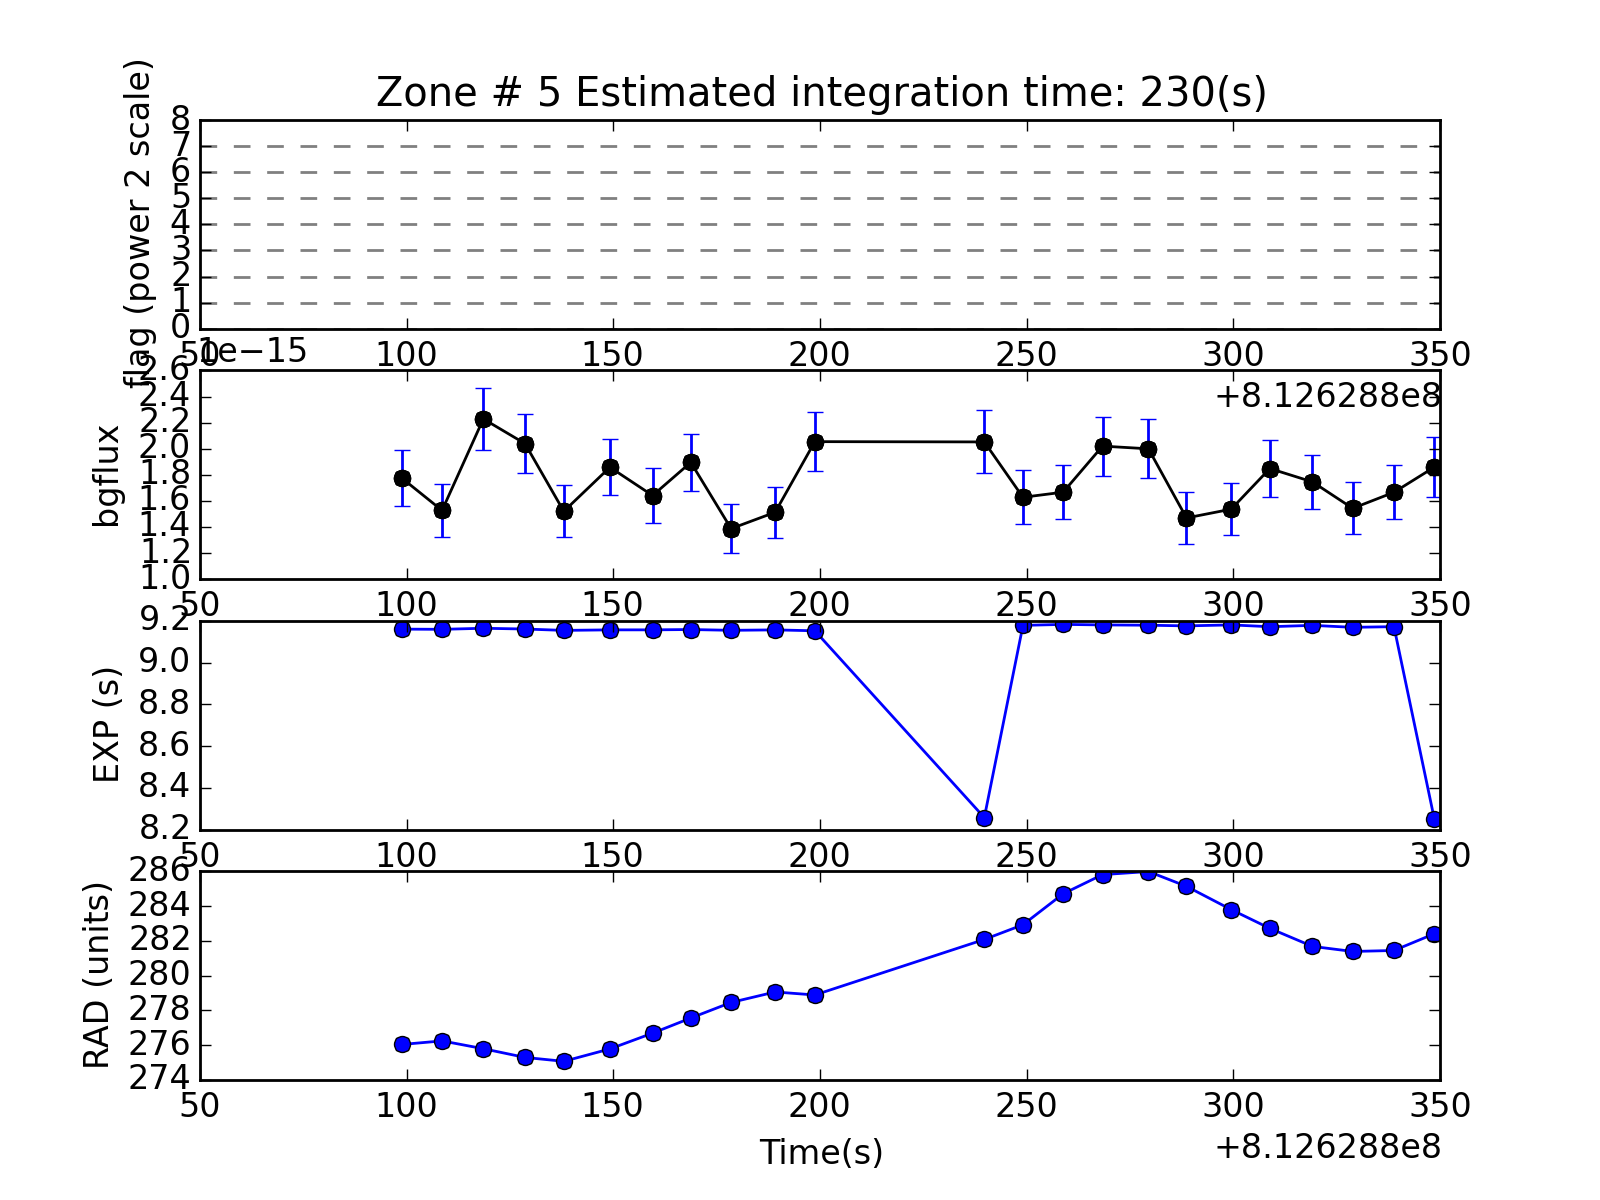 Zone # 5 Estimated integration time: 230(s)
flag (power 2 scale)
8
7
6
5
4
3
2
1
0
50 100 150 200 250 300 350
1e−15
+8.126288e8
bgflux
2.6
2.4
2.2
2.0
1.8
1.6
1.4
1.2
1.0
50 100 150 200 250 300 350
EXP (s)
9.2
9.0
8.8
8.6
8.4
8.2
50 100 150 200 250 300 350
RAD (units)
286
284
282
280
278
276
274
50 100 150 200 250 300 350
Time(s)
+8.126288e8